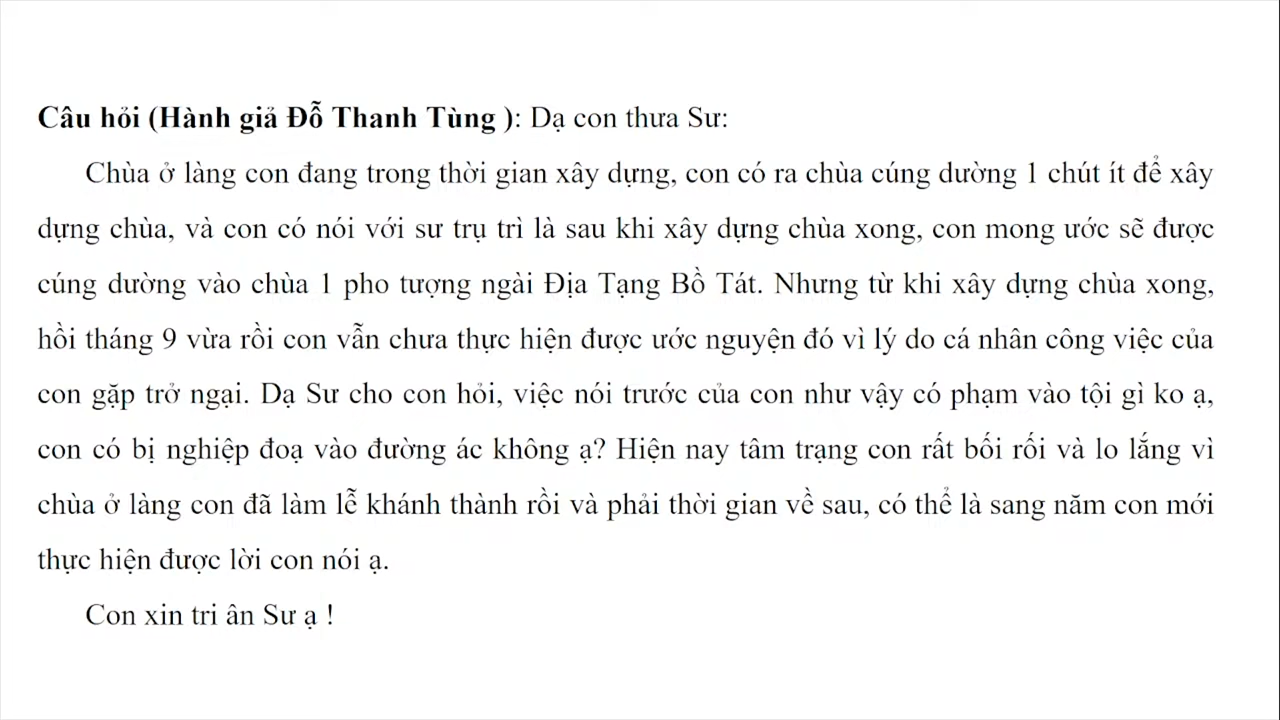 Câu hỏi (Hành giả Đỗ Thanh Tùng ): Dạ con thưa Sư:
Chùa ở làng con đang trong thời gian xây dựng, con có ra chùa cúng dường 1 chút ít để xây
dựng chùa, và con có nói với sư trụ trì là sau khi xây dựng chùa xong, con mong ước sẽ được
cúng dường vào chùa 1 pho tượng ngài Địa Tạng Bồ Tát. Nhưng từ khi xây dựng chùa xong,
hồi tháng 9 vừa rồi con vẫn chưa thực hiện được ước nguyện đó vì lý do cá nhân công việc của
con gặp trở ngại. Dạ Sư cho con hỏi, việc nói trước của con như vậy có phạm vào tội gì ko ạ,
con có bị nghiệp đoạ vào đường ác không ạ? Hiện nay tâm trạng con rất bối rối và lo lắng vì
chùa ở làng con đã làm lễ khánh thành rồi và phải thời gian về sau, có thể là sang năm con mới
thực hiện được lời con nói ạ.
Con xin tri ân Sư ạ !